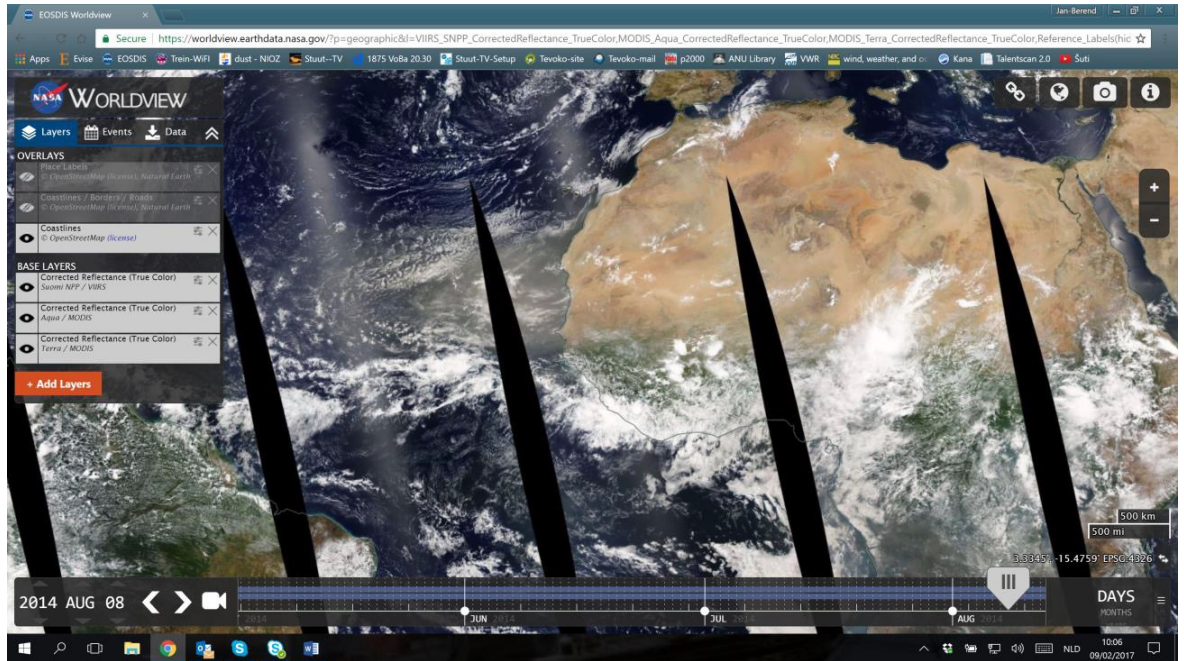 EOSDIS Worldview
Jan-Berend
Secure | https://worldview.earthdata.nasa.gov/?p=geographic&l=VIIRS_SNPP_CorrectedReflectance_TrueColor,MODIS_Aqua_CorrectedReflectance_TrueColor,MODIS_Terra_CorrectedReflectance_TrueColor,Reference_Labels(hid
Apps Evise EOSDIS Trein-WiFi dust - NIOZ Stuut--TV 1875 VoBa 20.30 Stuut-TV-Setup Tevoko-site Tevoko-mail p2000 ANU Library VWR wind, weather, and o Kana Talentscan 2.0 Šuti
NASA WORLDVIEW
Layers Events Data
OVERLAYS
Place Labels
© OpenStreetMap (license), Natural Earth
Coastlines / Borders / Roads
© OpenStreetMap (license), Natural Earth
Coastlines
© OpenStreetMap (license)
BASE LAYERS
Corrected Reflectance (True Color)
Suomi NPP / VIIRS
Corrected Reflectance (True Color)
Aqua / MODIS
Corrected Reflectance (True Color)
Terra / MODIS
+ Add Layers
500 km
500 mi
-15.4759° EPSG:4326
2014 AUG 08
2014
JUN 2014
JUL 2014
AUG 2014
DAYS
MONTHS
NLD
10:06
09/02/2017